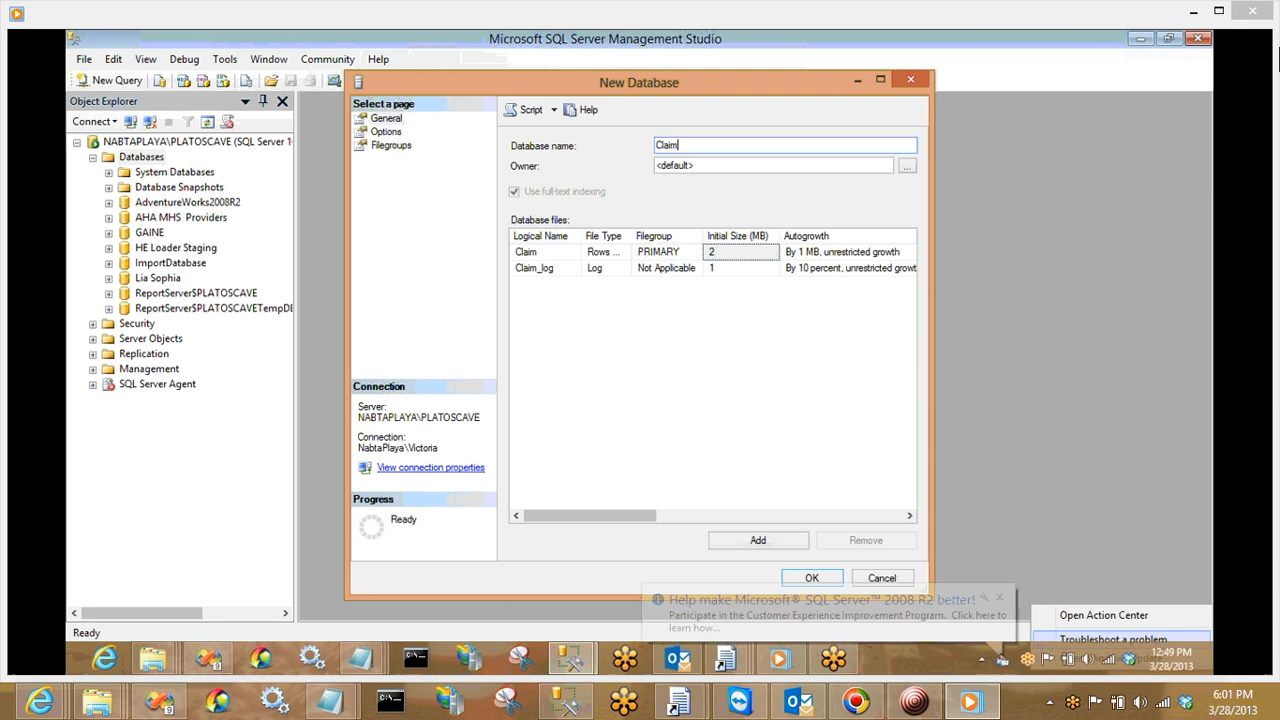 Microsoft SQL Server Management Studio
File Edit View Debug Tools Window Community Help
New Query
New Database
Object Explorer
Connect
NABTAPLAYA\PLATOSCAVE (SQL Server 1
Databases
System Databases
Database Snapshots
AdventureWorks2008R2
AHA MHS Providers
GAINE
HE Loader Staging
ImportDatabase
Lia Sophia
ReportServer$PLATOSCAVE
ReportServer$PLATOSCAVETempDB
Security
Server Objects
Replication
Management
SQL Server Agent
Select a page
General
Options
Filegroups
Script Help
Database name: Claim
Owner: <default>
...
Use full-text indexing
Database files:
Logical Name File Type Filegroup Initial Size (MB) Autogrowth
Claim Rows ... PRIMARY 2 By 1 MB, unrestricted growth
Claim_log Log Not Applicable 1 By 10 percent, unrestricted growt
Connection
Server:
NABTAPLAYA\PLATOSCAVE
Connection:
NabtaPlaya\Victoria
View connection properties
Progress
Ready
Add Remove
OK Cancel
Help make Microsoft® SQL Server™ 2008 R2 better!
Participate in the Customer Experience Improvement Program. Click here to
learn how...
Open Action Center
Troubleshoot a problem
Ready
12:49 PM
3/28/2013
6:01 PM
3/28/2013